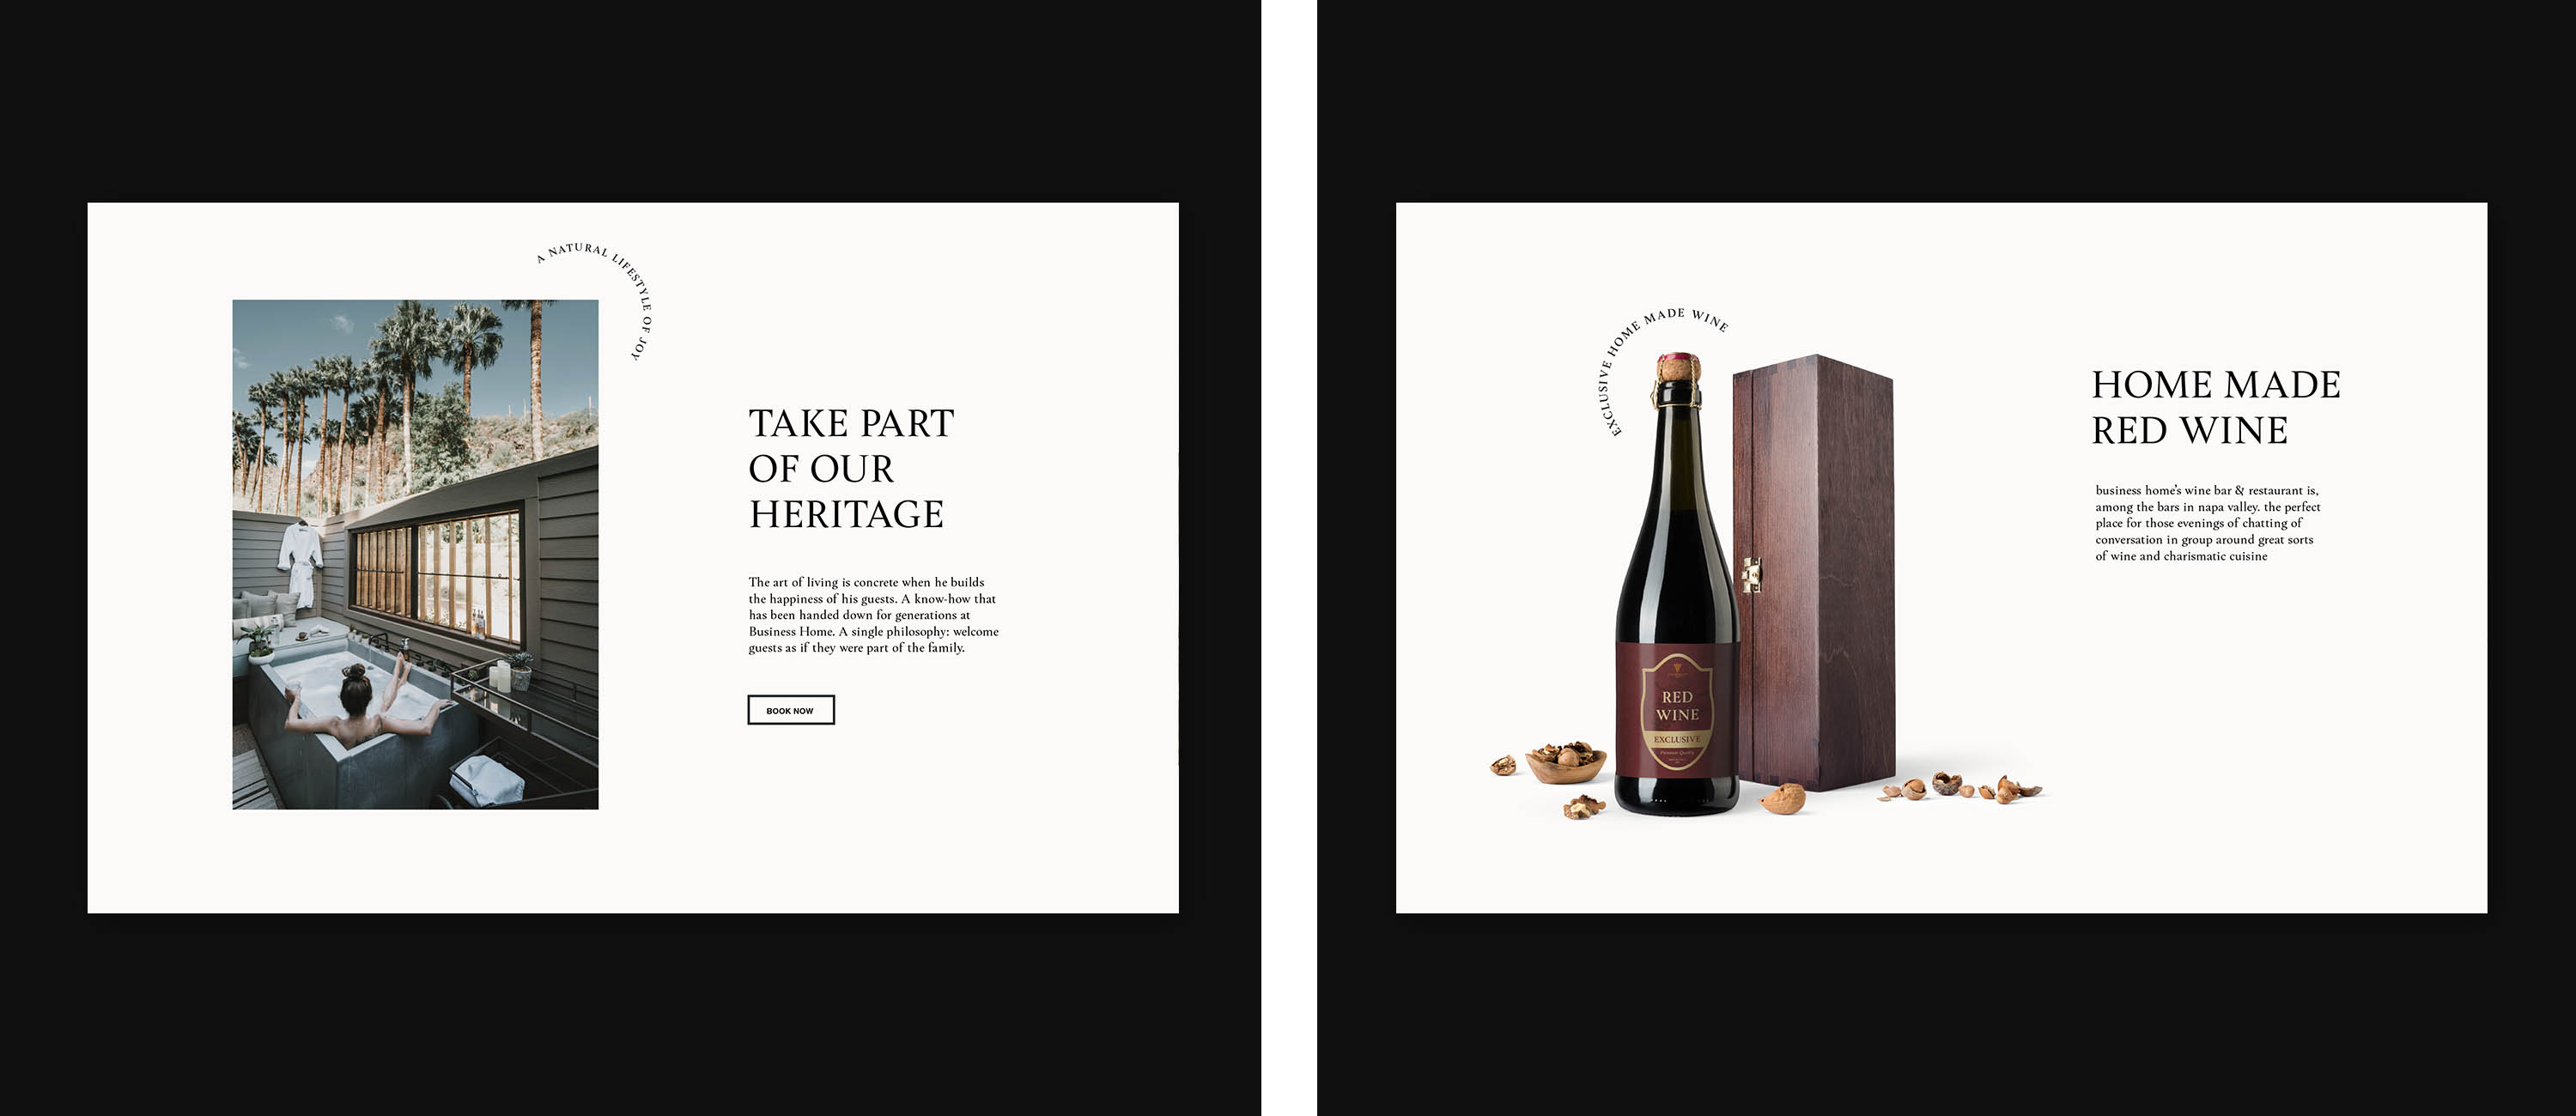 A NATURAL LIFESTYLE OF JOY
TAKE PART
OF OUR
HERITAGE
The art of living is concrete when he builds
the happiness of his guests. A know-how that
has been handed down for generations at
Business Home. A single philosophy: welcome
guests as if they were part of the family.
BOOK NOW
EXCLUSIVE HOME MADE WINE
HOME MADE
RED WINE
business home's wine bar & restaurant is,
among the bars in napa valley. the perfect
place for those evenings of chatting of
conversation in group around great sorts
of wine and charismatic cuisine
RED
WINE
EXCLUSIVE
Premium Quality